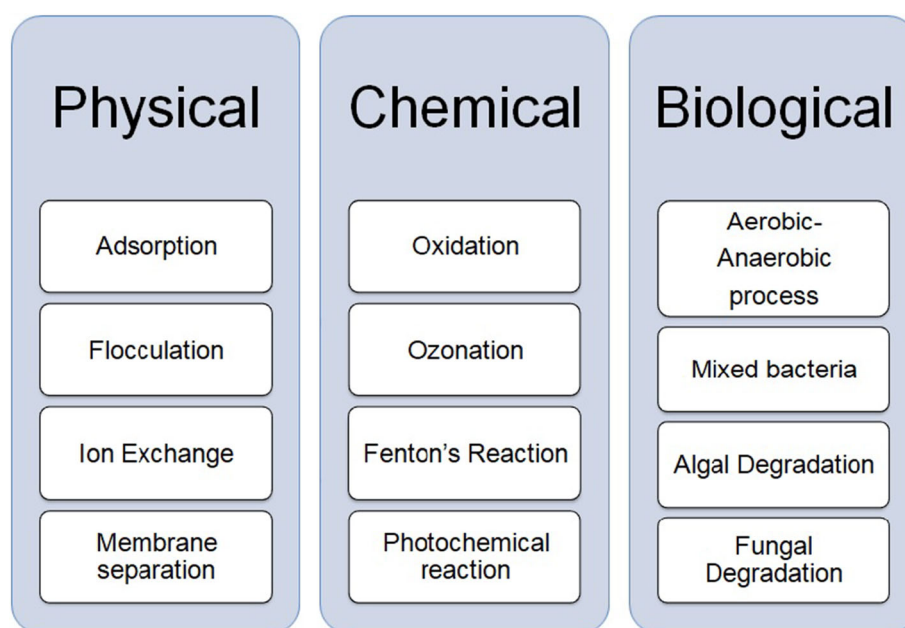 Physical
Adsorption
Flocculation
Ion Exchange
Membrane
separation
Chemical
Oxidation
Ozonation
Fenton's Reaction
Photochemical
reaction
Biological
Aerobic-
Anaerobic
process
Mixed bacteria
Algal Degradation
Fungal
Degradation